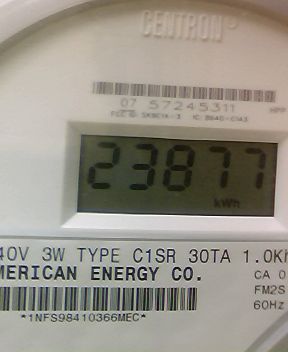 CENTRON
07 57245311
23877
kWh
40V 3W TYPE C1SR 30TA 1.0Kh
MERICAN ENERGY CO.
CA 0
FM2S
60Hz
*1NFS98410366MEC*